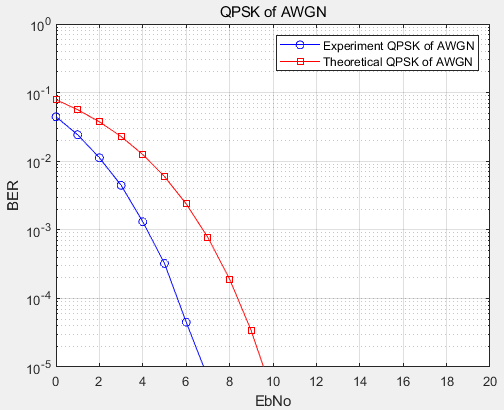 QPSK of AWGN
Experiment QPSK of AWGN
Theoretical QPSK of AWGN
10^0
10^-1
10^-2
10^-3
10^-4
10^-5
BER
0 2 4 6 8 10 12 14 16 18 20
EbNo